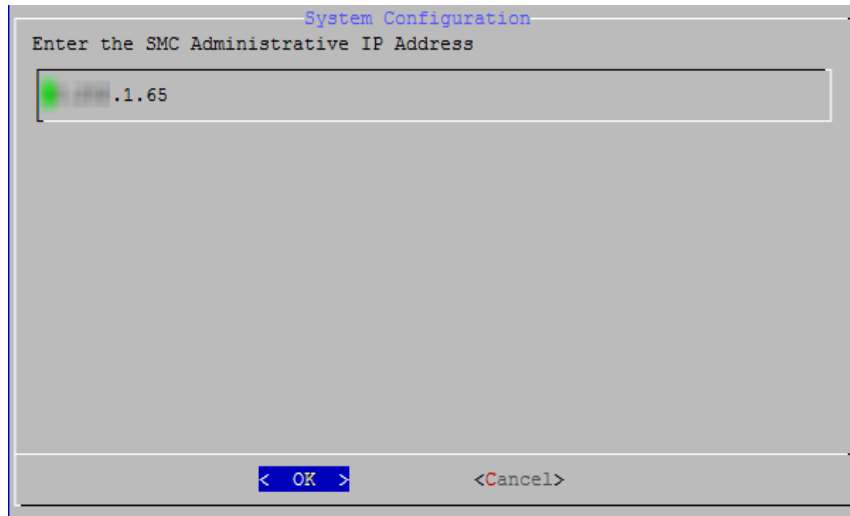 System Configuration
Enter the SMC Administrative IP Address
.1.65
< OK > <Cancel>